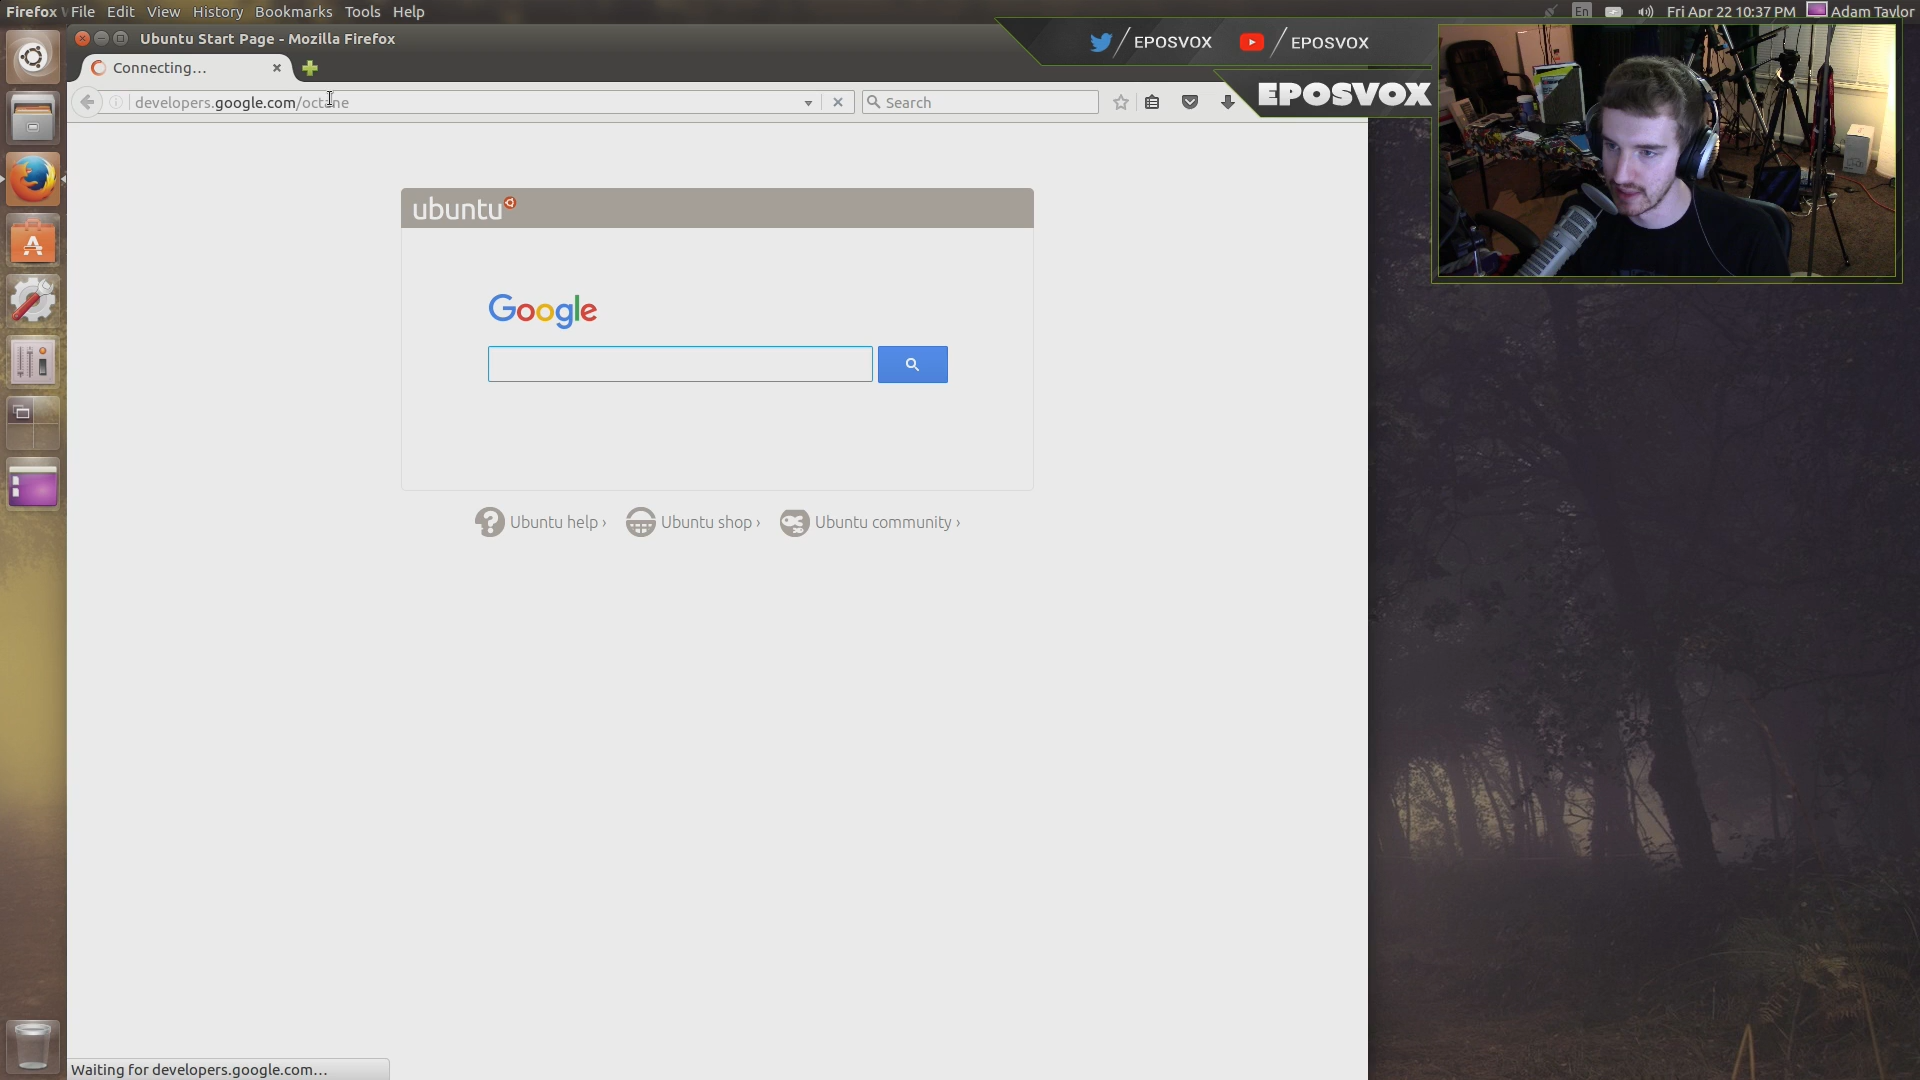 Firefox
File Edit View History Bookmarks Tools Help
En
Fri Apr 22 10:37 PM
Adam Taylor
Ubuntu Start Page - Mozilla Firefox
Connecting...
developers.google.com/octane
Search
EPOSVOX
EPOSVOX
EPOSVOX
ubuntu
Google
Ubuntu help ›
Ubuntu shop ›
Ubuntu community ›
Waiting for developers.google.com...